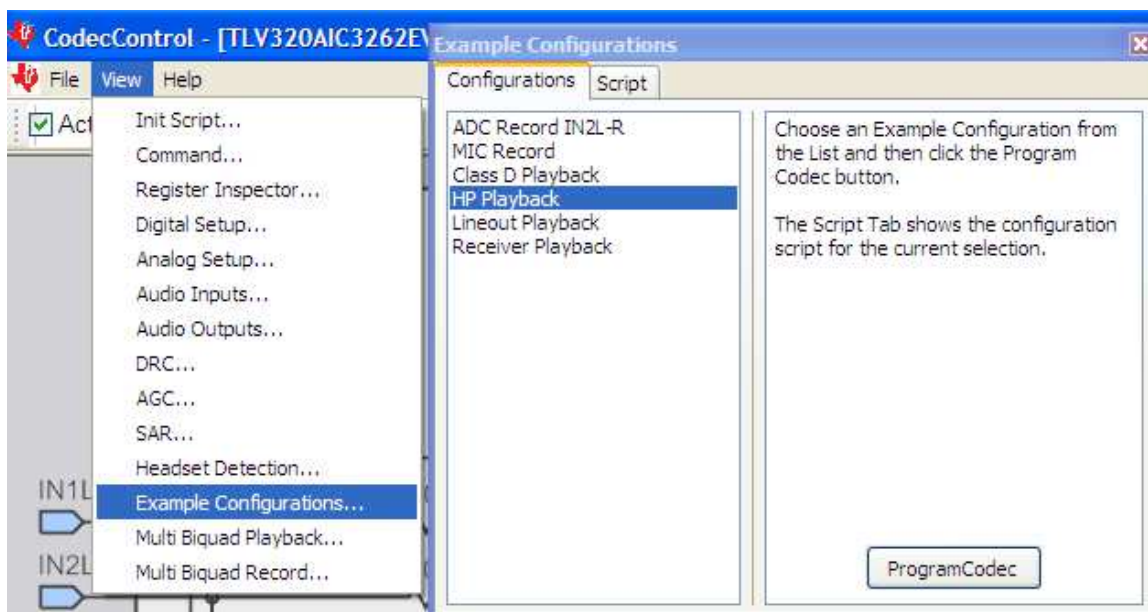 CodecControl - [TLV320AIC3262EV
File View Help
Act
Init Script...
Command...
Register Inspector...
Digital Setup...
Analog Setup...
Audio Inputs...
Audio Outputs...
DRC...
AGC...
SAR...
Headset Detection...
Example Configurations...
Multi Biquad Playback...
Multi Biquad Record...
IN1L
IN2L
Example Configurations
Configurations Script
ADC Record IN2L-R
MIC Record
Class D Playback
HP Playback
Lineout Playback
Receiver Playback
Choose an Example Configuration from
the List and then click the Program
Codec button.
The Script Tab shows the configuration
script for the current selection.
ProgramCodec